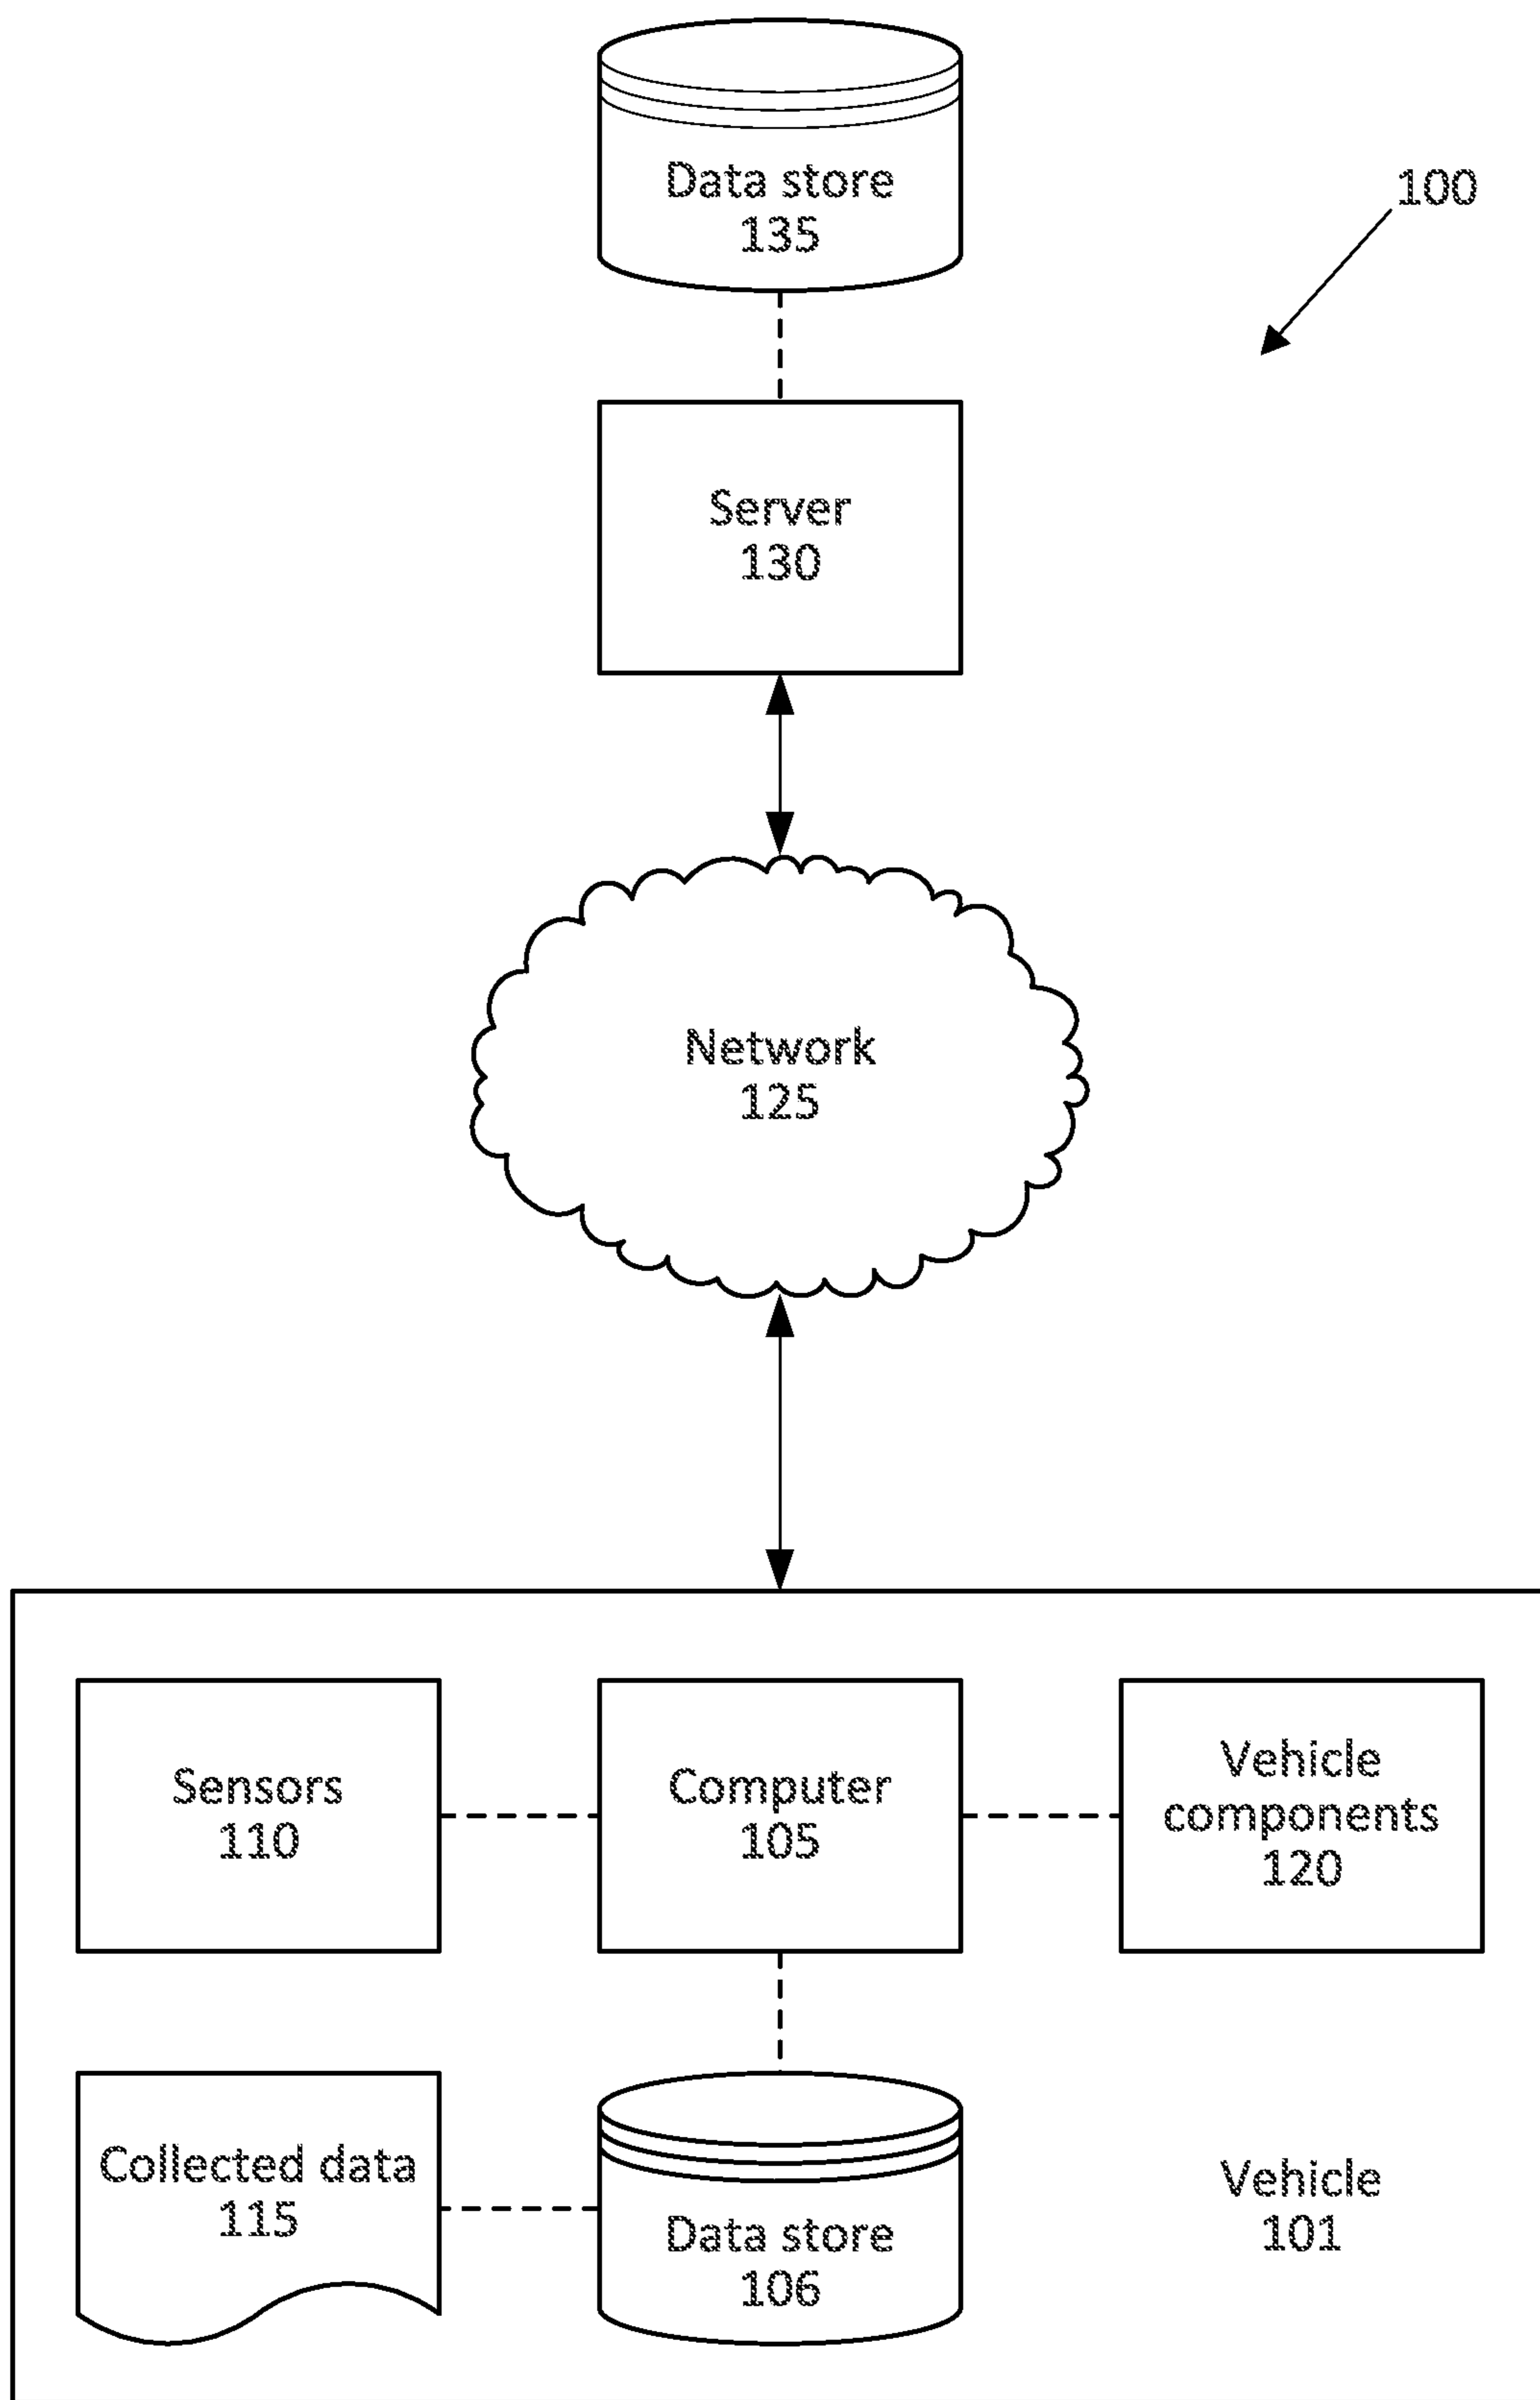 Data store
135
100
Server
130
Network
125
Sensors
110
Computer
105
Vehicle
components
120
Collected data
115
Data store
106
Vehicle
101